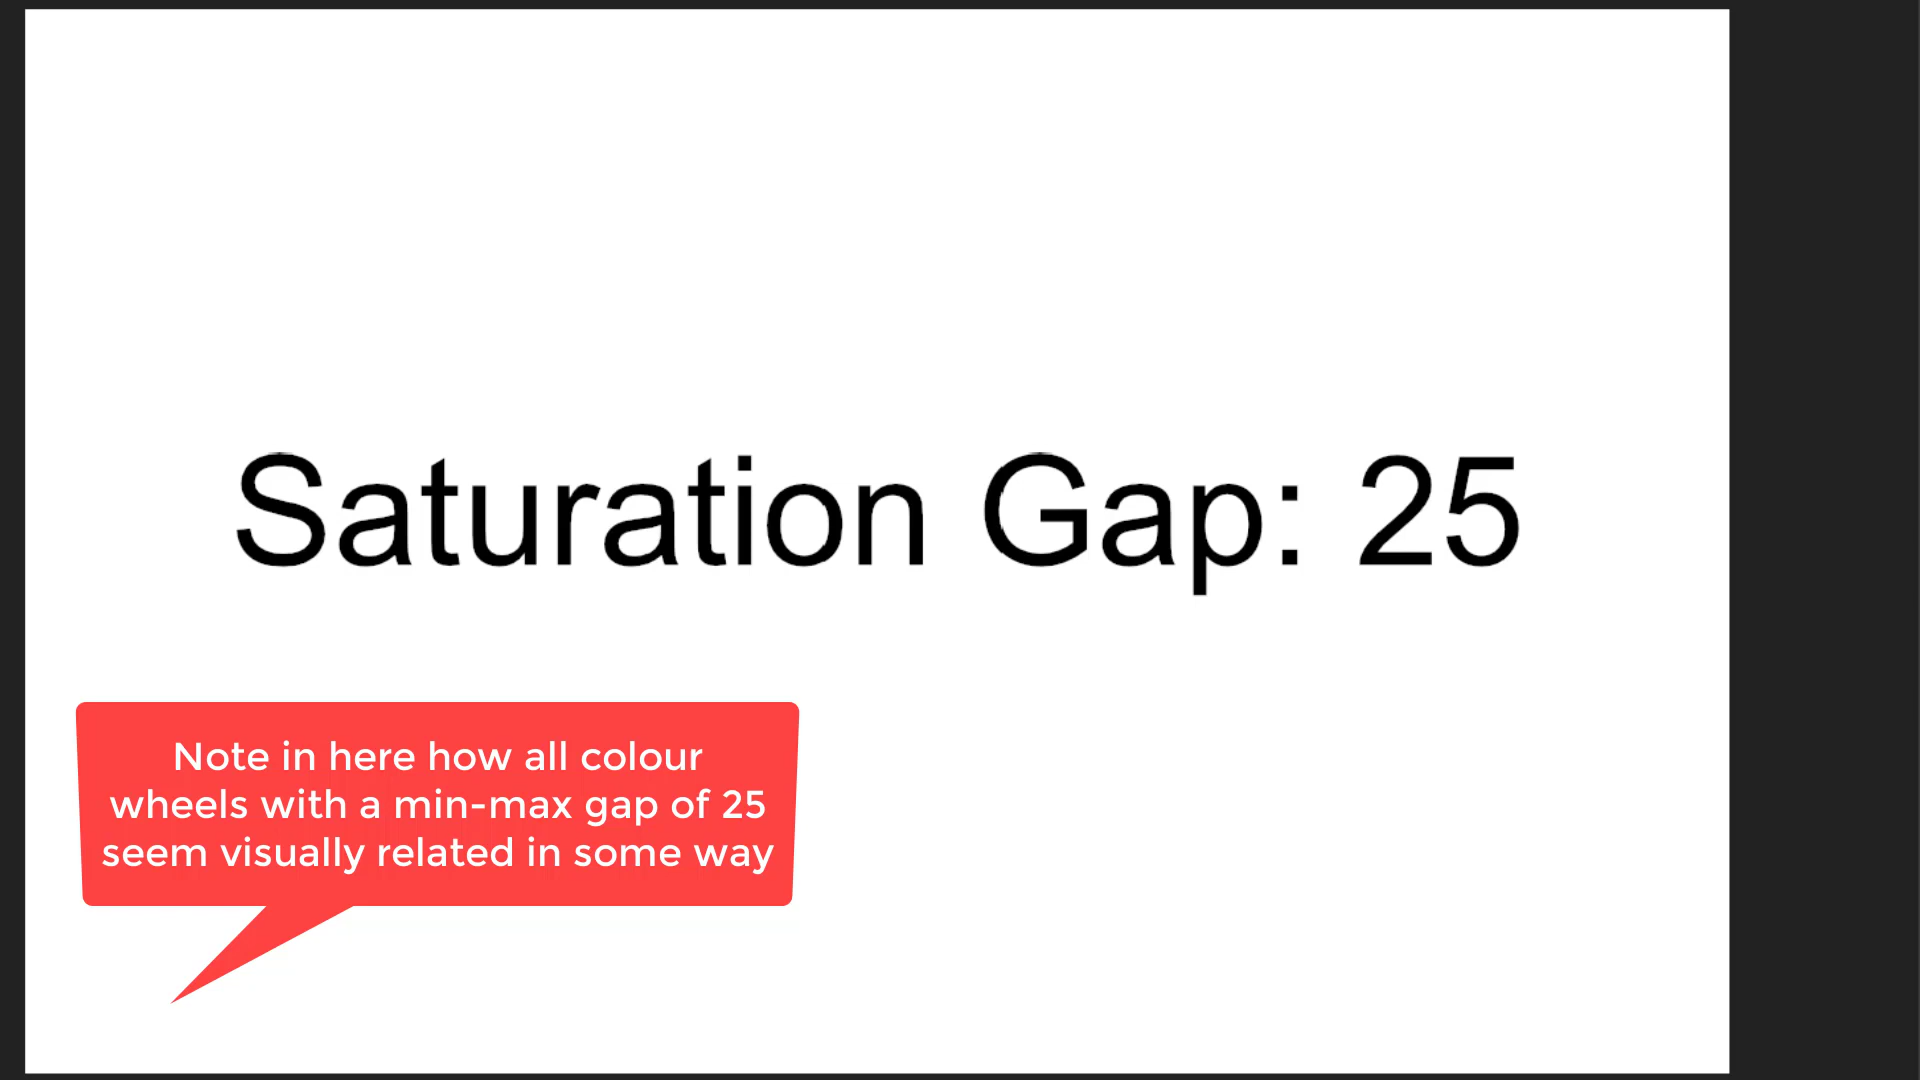 Saturation Gap: 25
Note in here how all colour
wheels with a min-max gap of 25
seem visually related in some way